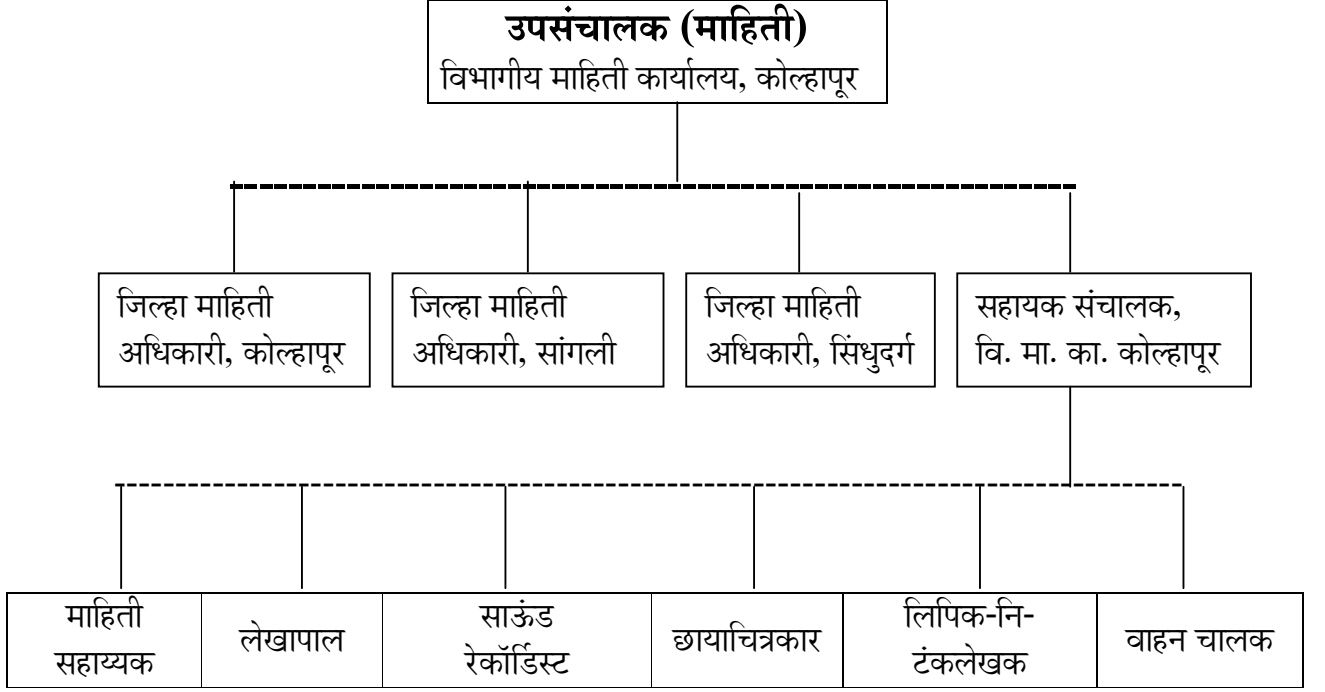 उपसंचालक (माहिती)
विभागीय माहिती कार्यालय, कोल्हापूर
जिल्हा माहिती
अधिकारी, कोल्हापूर
जिल्हा माहिती
अधिकारी, सांगली
जिल्हा माहिती
अधिकारी, सिंधुदर्ग
सहायक संचालक,
वि. मा. का. कोल्हापूर
माहिती
सहाय्यक
लेखापाल
साऊंड
रेकॉर्डिस्ट
छायाचित्रकार
लिपिक-नि-
टंकलेखक
वाहन चालक